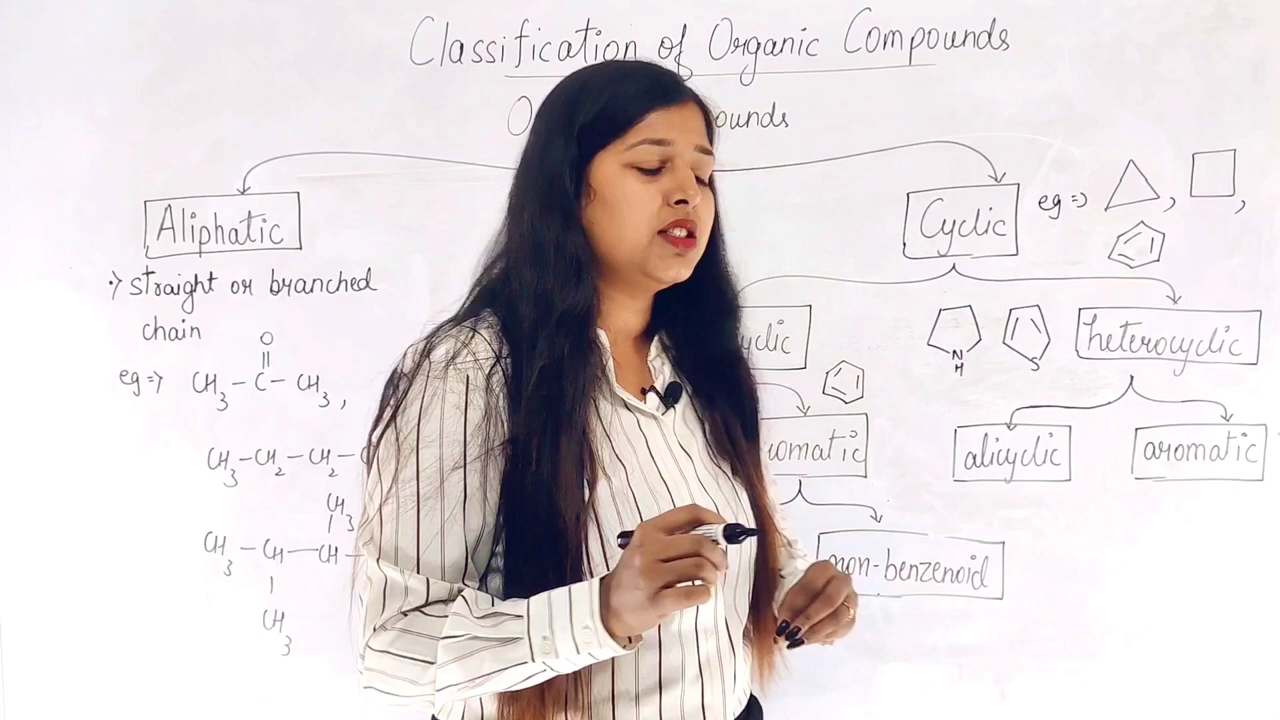 Classification of Organic Compounds
O ounds
Aliphatic
Cyclic eg ⇒ , ,
:> straight or branched
chain
eg ⇒ CH3 – C – CH3 ,
O
yclic
N
H
S
heterocyclic
CH3 – CH2 – CH2 – C
omatic
alicyclic
aromatic
CH3
CH3 – CH – CH –
CH3
non-benzenoid